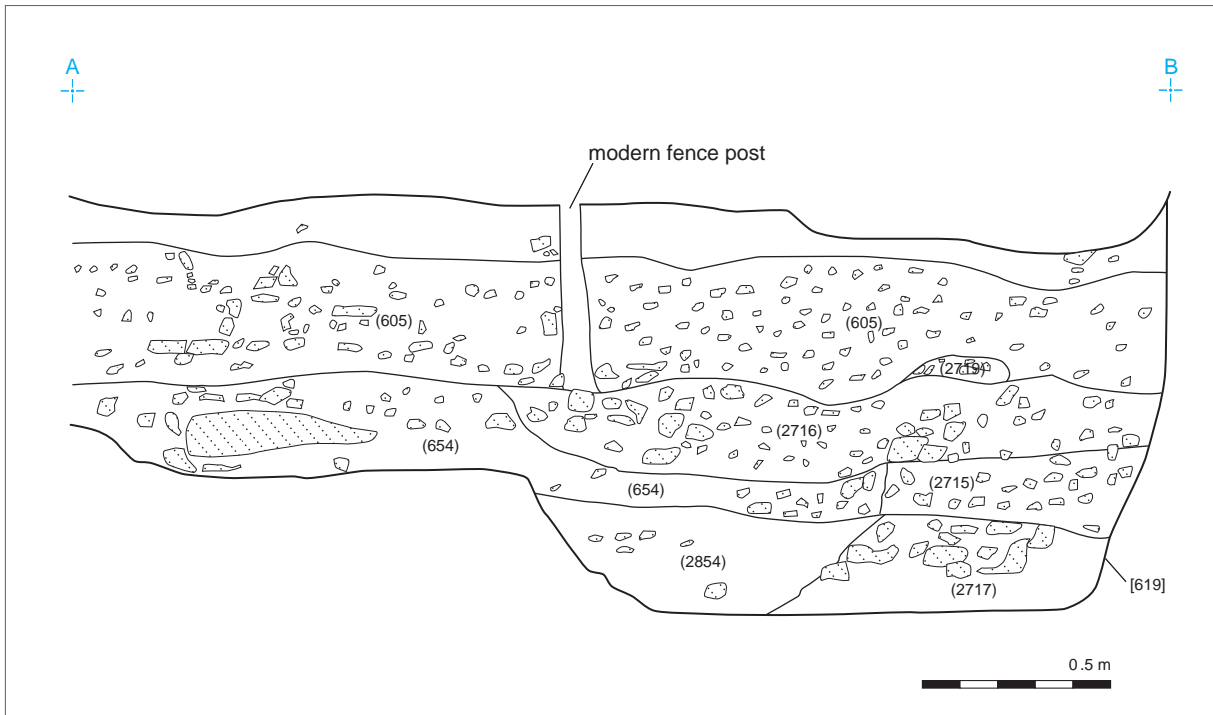 A
B
modern fence post
(605)
(605)
(2719)
(2716)
(654)
(654)
(2715)
(2854)
(2717)
[619]
0.5 m